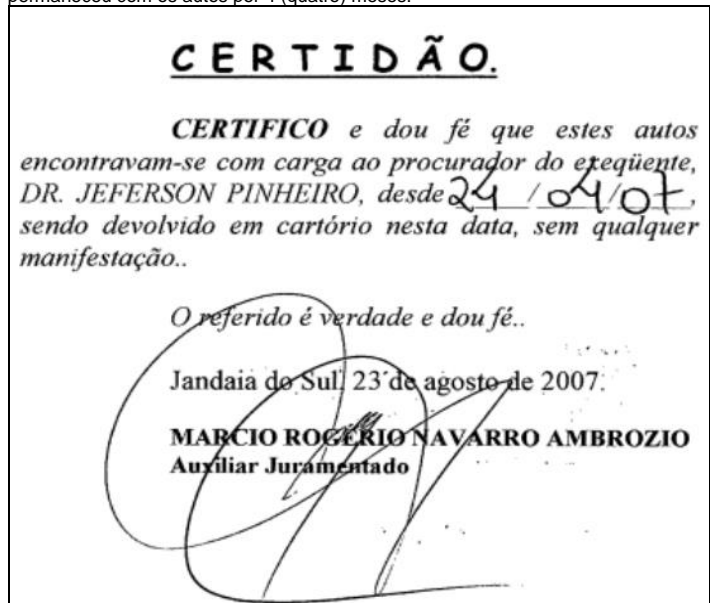 permaneceu com os autos por 4 (quatro) meses.
C E R T I D Ã O.
CERTIFICO e dou fé que estes autos
encontravam-se com carga ao procurador do exeqüente,
DR. JEFERSON PINHEIRO, desde 24 /04/07,
sendo devolvido em cartório nesta data, sem qualquer
manifestação..
O referido é verdade e dou fé..
Jandaia do Sul, 23 de agosto de 2007.
MARCIO ROGÉRIO NAVARRO AMBROZIO
Auxiliar Juramentado